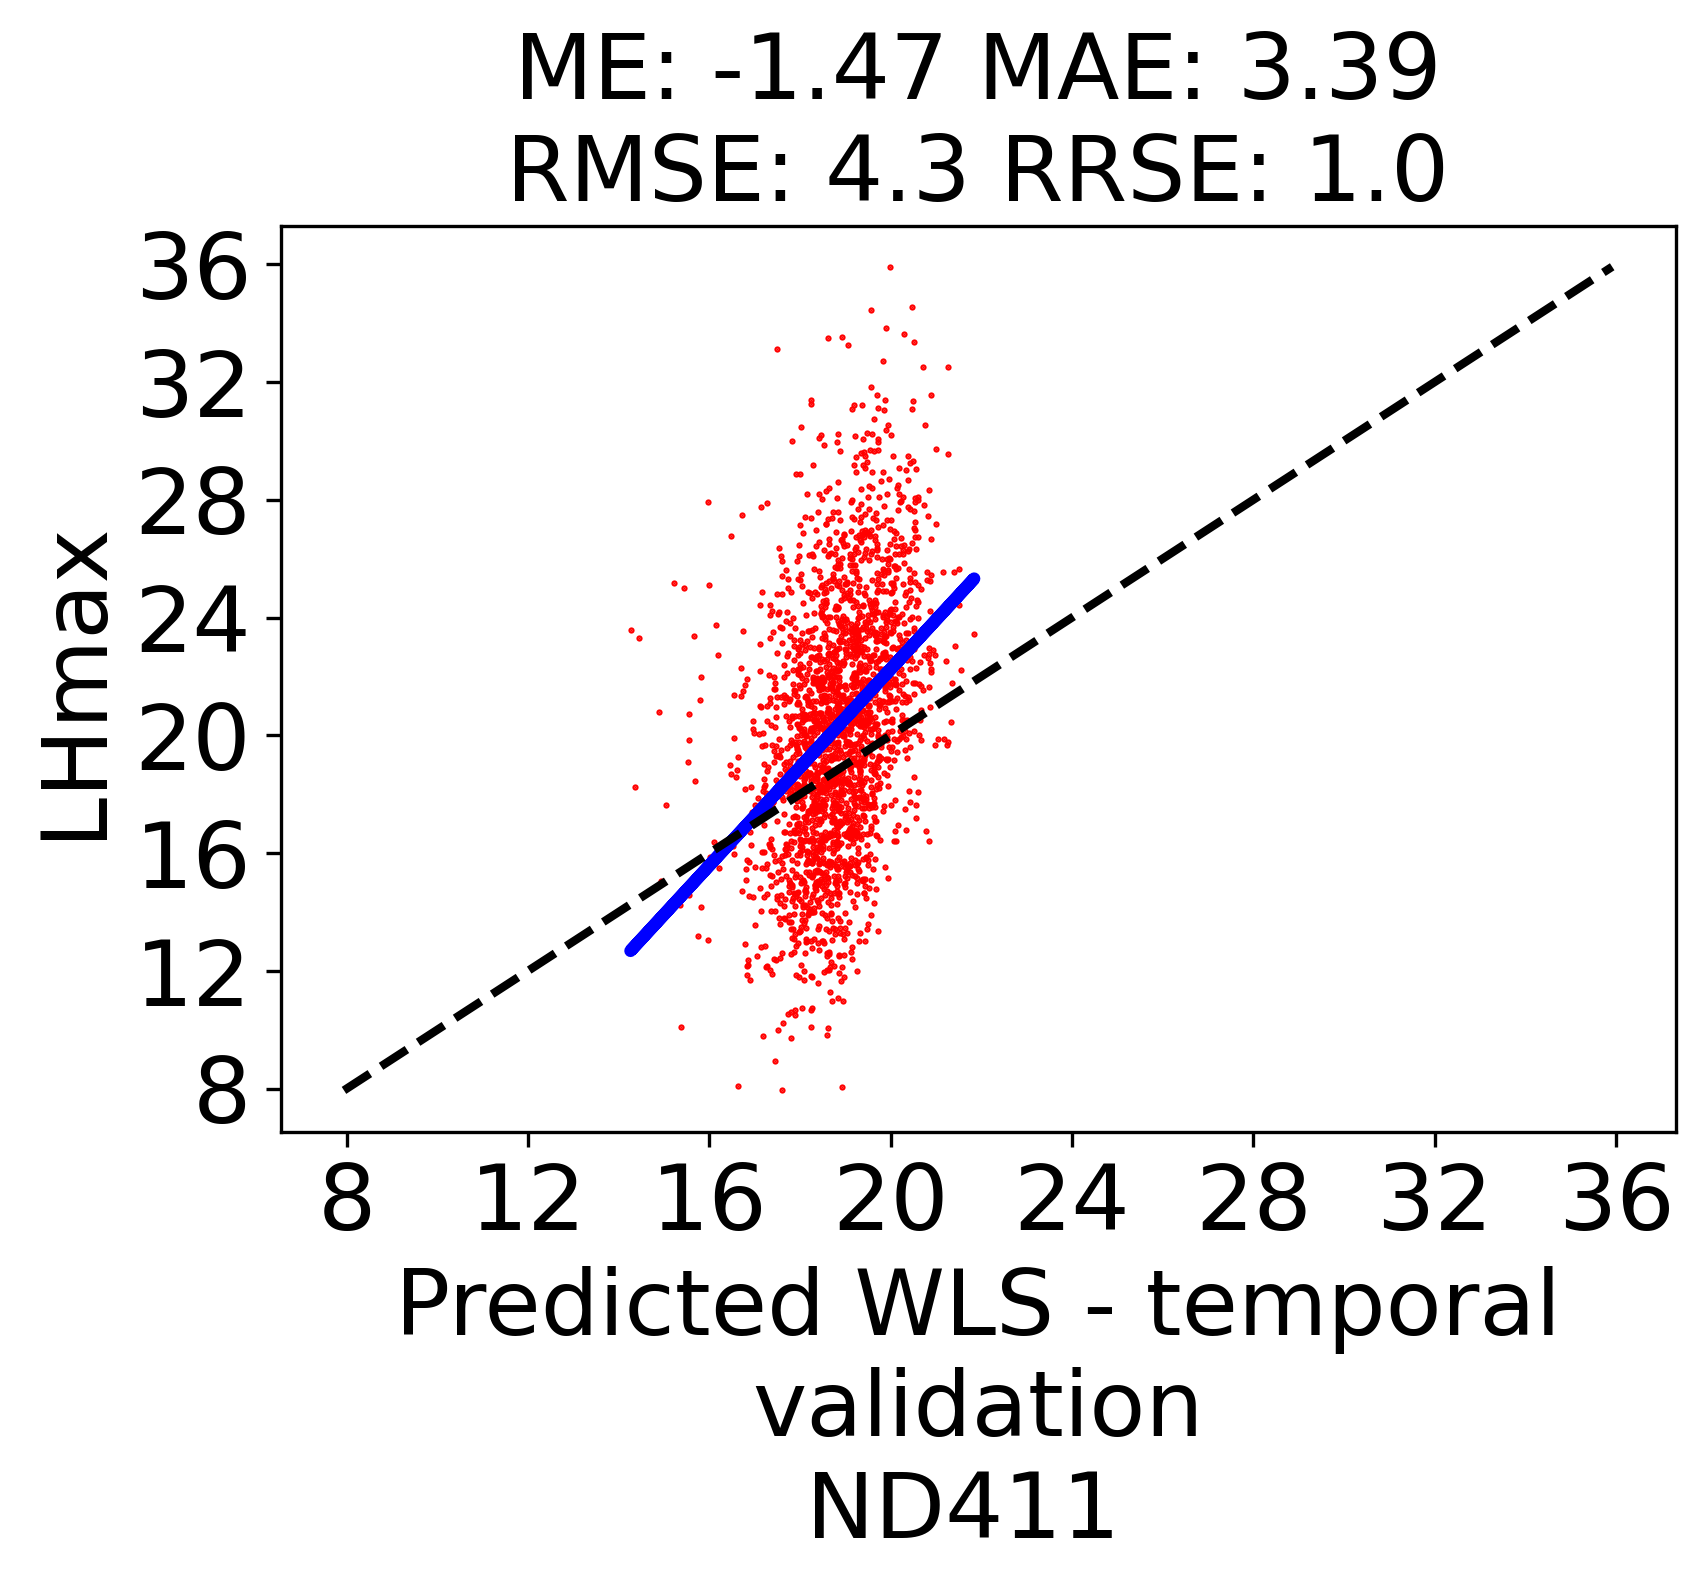 ME: -1.47 MAE: 3.39
RMSE: 4.3 RRSE: 1.0
36
32
28
24
20
16
12
8
LHmax
8 12 16 20 24 28 32 36
Predicted WLS - temporal
validation
ND411